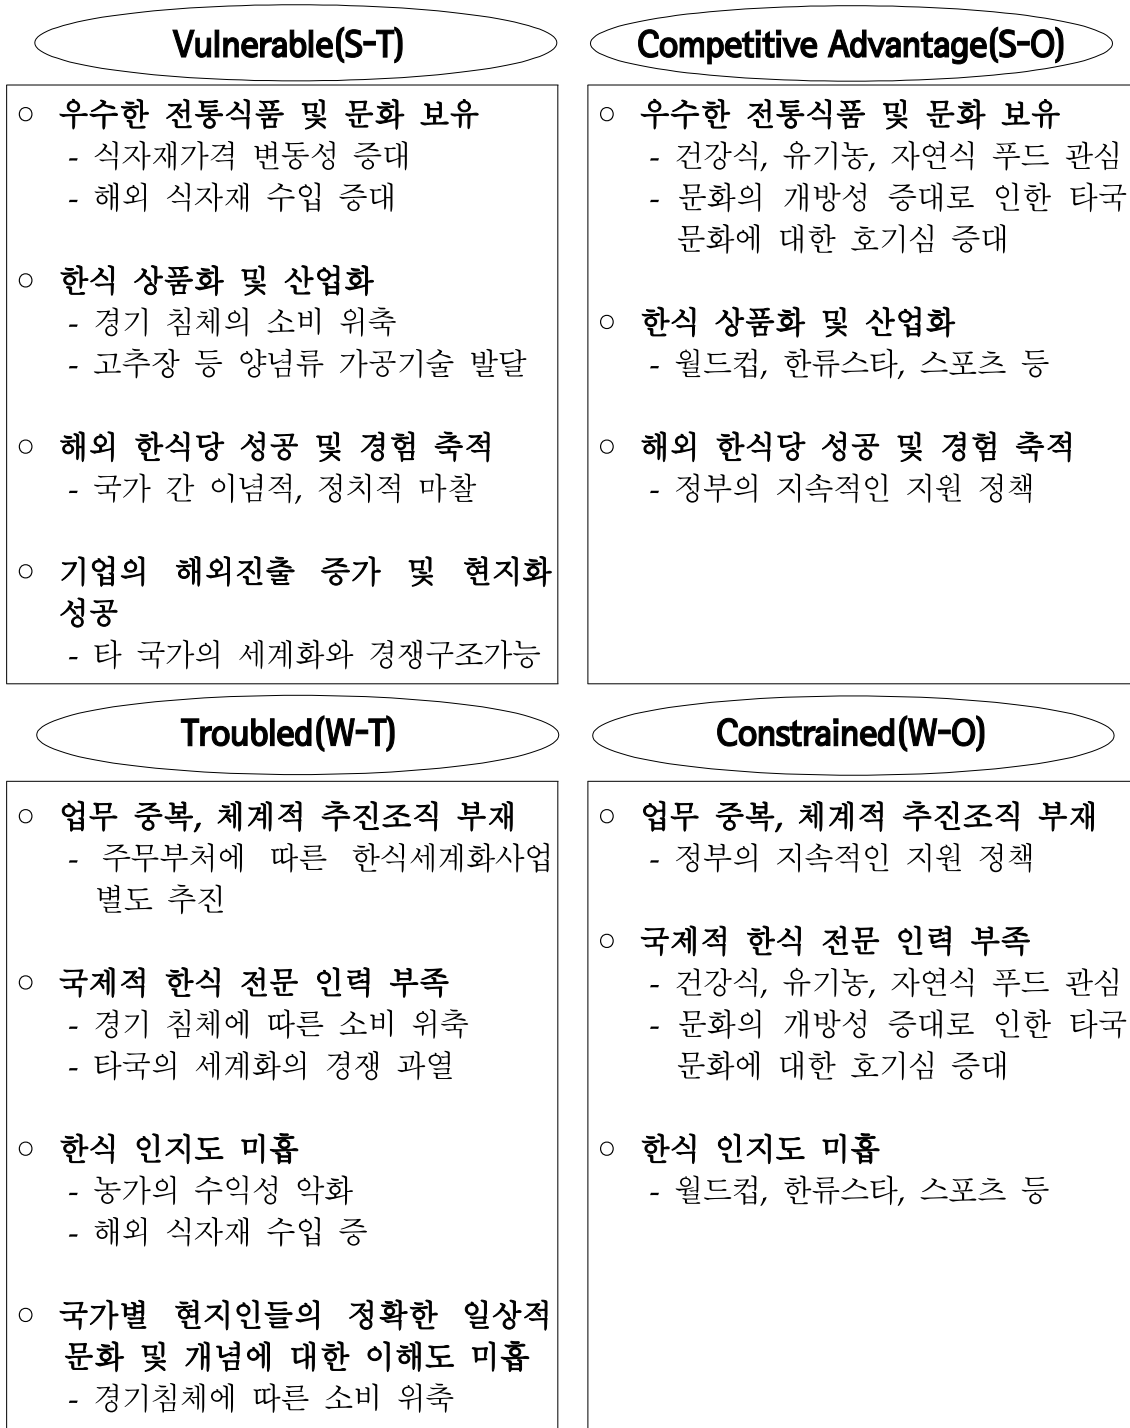 Vulnerable(S-T)
○ 우수한 전통식품 및 문화 보유
- 식자재가격 변동성 증대
- 해외 식자재 수입 증대
○ 한식 상품화 및 산업화
- 경기 침체의 소비 위축
- 고추장 등 양념류 가공기술 발달
○ 해외 한식당 성공 및 경험 축적
- 국가 간 이념적, 정치적 마찰
○ 기업의 해외진출 증가 및 현지화
성공
- 타 국가의 세계화와 경쟁구조가능
Competitive Advantage(S-O)
○ 우수한 전통식품 및 문화 보유
- 건강식, 유기농, 자연식 푸드 관심
- 문화의 개방성 증대로 인한 타국
문화에 대한 호기심 증대
○ 한식 상품화 및 산업화
- 월드컵, 한류스타, 스포츠 등
○ 해외 한식당 성공 및 경험 축적
- 정부의 지속적인 지원 정책
Troubled(W-T)
○ 업무 중복, 체계적 추진조직 부재
- 주무부처에 따른 한식세계화사업
별도 추진
○ 국제적 한식 전문 인력 부족
- 경기 침체에 따른 소비 위축
- 타국의 세계화의 경쟁 과열
○ 한식 인지도 미흡
- 농가의 수익성 악화
- 해외 식자재 수입 증
○ 국가별 현지인들의 정확한 일상적
문화 및 개념에 대한 이해도 미흡
- 경기침체에 따른 소비 위축
Constrained(W-O)
○ 업무 중복, 체계적 추진조직 부재
- 정부의 지속적인 지원 정책
○ 국제적 한식 전문 인력 부족
- 건강식, 유기농, 자연식 푸드 관심
- 문화의 개방성 증대로 인한 타국
문화에 대한 호기심 증대
○ 한식 인지도 미흡
- 월드컵, 한류스타, 스포츠 등